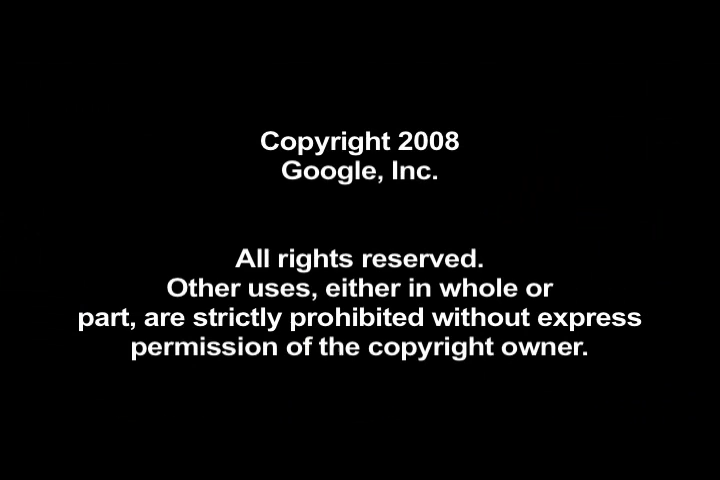 Copyright 2008
Google, Inc.
All rights reserved.
Other uses, either in whole or
part, are strictly prohibited without express
permission of the copyright owner.